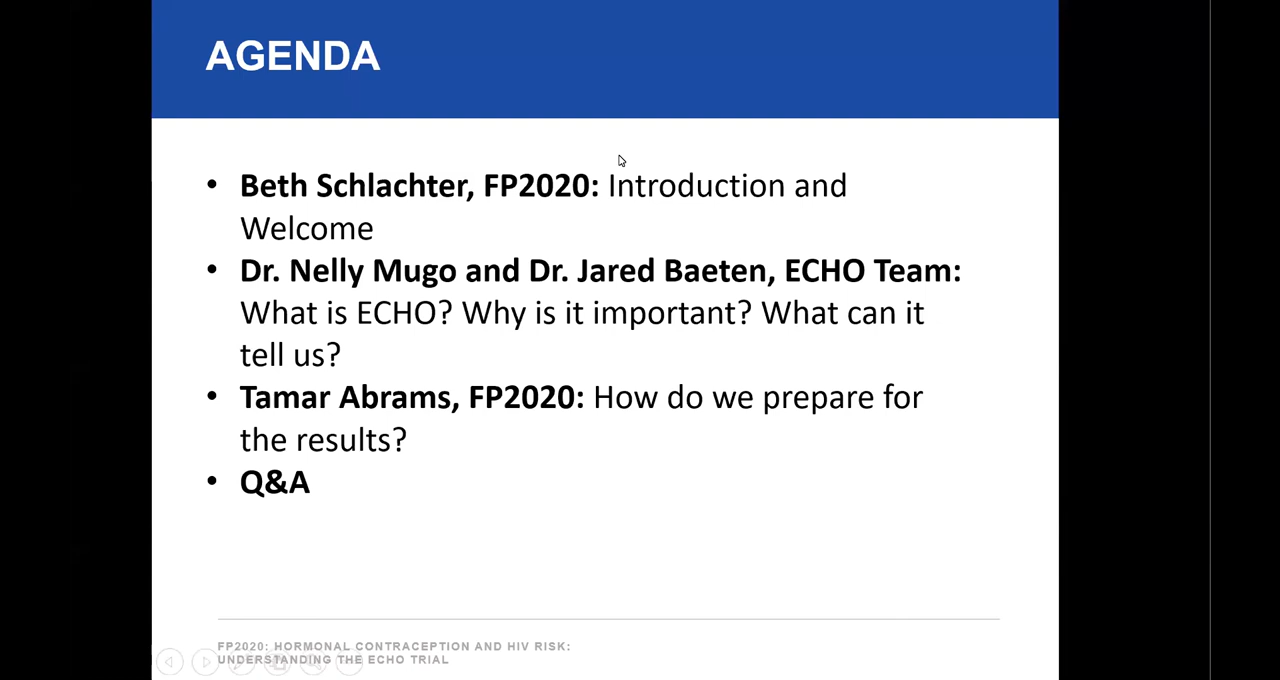 AGENDA
• Beth Schlachter, FP2020: Introduction and
Welcome
• Dr. Nelly Mugo and Dr. Jared Baeten, ECHO Team:
What is ECHO? Why is it important? What can it
tell us?
• Tamar Abrams, FP2020: How do we prepare for
the results?
• Q&A
FP2020: HORMONAL CONTRACEPTION AND HIV RISK:
UNDERSTANDING THE ECHO TRIAL